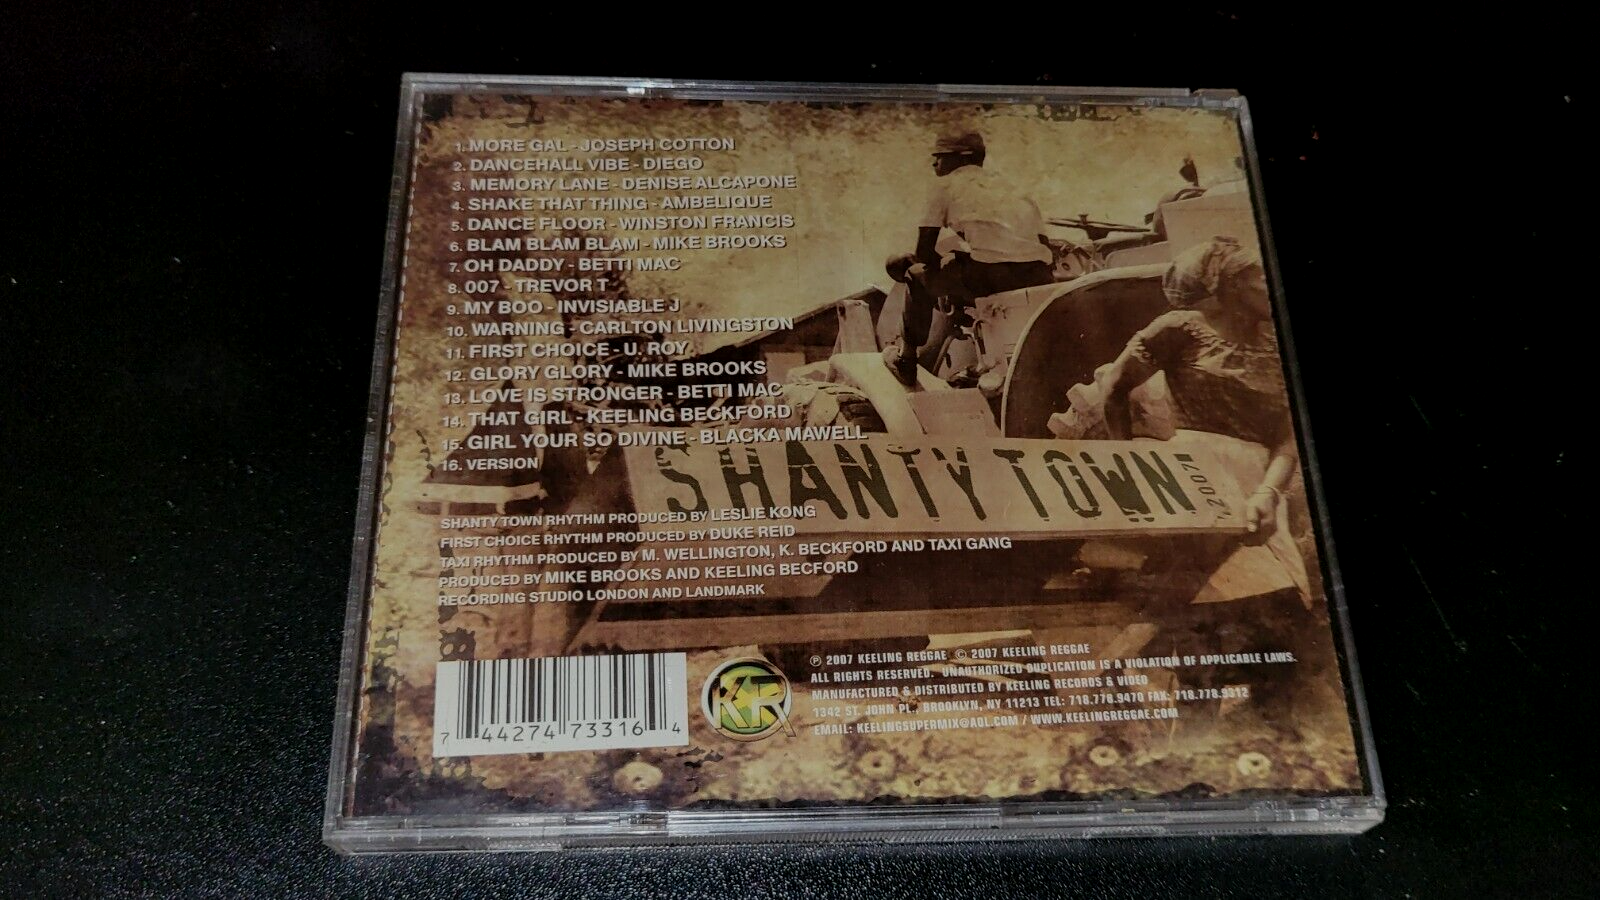 1. MORE GAL - JOSEPH COTTON
2. DANCEHALL VIBE - DIEGO
3. MEMORY LANE - DENISE ALCAPONE
4. SHAKE THAT THING - AMBELIQUE
5. DANCE FLOOR - WINSTON FRANCIS
6. BLAM BLAM BLAM - MIKE BROOKS
7. OH DADDY - BETTI MAC
8. 007 - TREVOR T
9. MY BOO - INVISIABLE J
10. WARNING - CARLTON LIVINGSTON
11. FIRST CHOICE - U. ROY
12. GLORY GLORY - MIKE BROOKS
13. LOVE IS STRONGER - BETTI MAC
14. THAT GIRL - KEELING BECKFORD
15. GIRL YOUR SO DIVINE - BLACKA MAWELL
16. VERSION
SHANTY TOWN 2007
SHANTY TOWN RHYTHM PRODUCED BY LESLIE KONG
FIRST CHOICE RHYTHM PRODUCED BY DUKE REID
TAXI RHYTHM PRODUCED BY M. WELLINGTON, K. BECKFORD AND TAXI GANG
PRODUCED BY MIKE BROOKS AND KEELING BECFORD
RECORDING STUDIO LONDON AND LANDMARK
7 44274 73316 4
KR
℗ 2007 KEELING REGGAE © 2007 KEELING REGGAE
ALL RIGHTS RESERVED. UNAUTHORIZED DUPLICATION IS A VIOLATION OF APPLICABLE LAWS.
MANUFACTURED & DISTRIBUTED BY KEELING RECORDS & VIDEO
1342 ST. JOHN PL., BROOKLYN, NY 11213 TEL: 718.778.9470 FAX: 718.778.9312
EMAIL: KEELINGSUPERMIX@AOL.COM / WWW.KEELINGREGGAE.COM